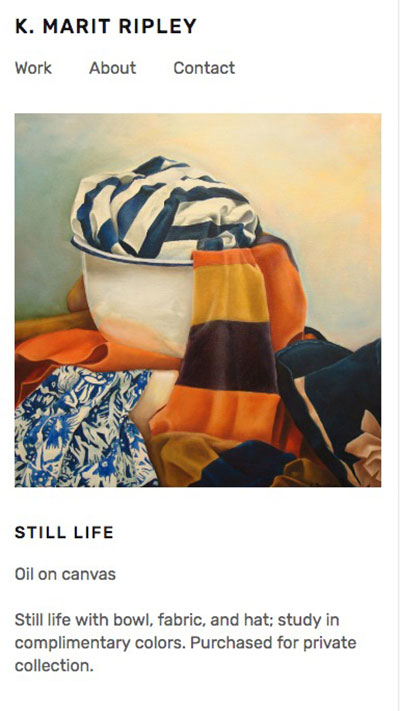 K. MARIT RIPLEY
Work About Contact
STILL LIFE
Oil on canvas
Still life with bowl, fabric, and hat; study in
complimentary colors. Purchased for private
collection.